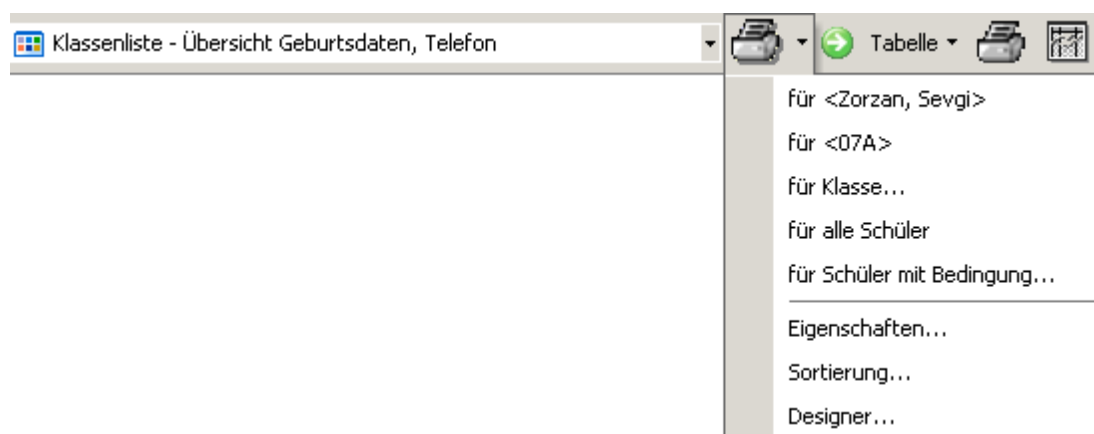 Klassenliste - Übersicht Geburtsdaten, Telefon
Tabelle
für <Zorzan, Sevgi>
für <07A>
für Klasse...
für alle Schüler
für Schüler mit Bedingung...
Eigenschaften...
Sortierung...
Designer...